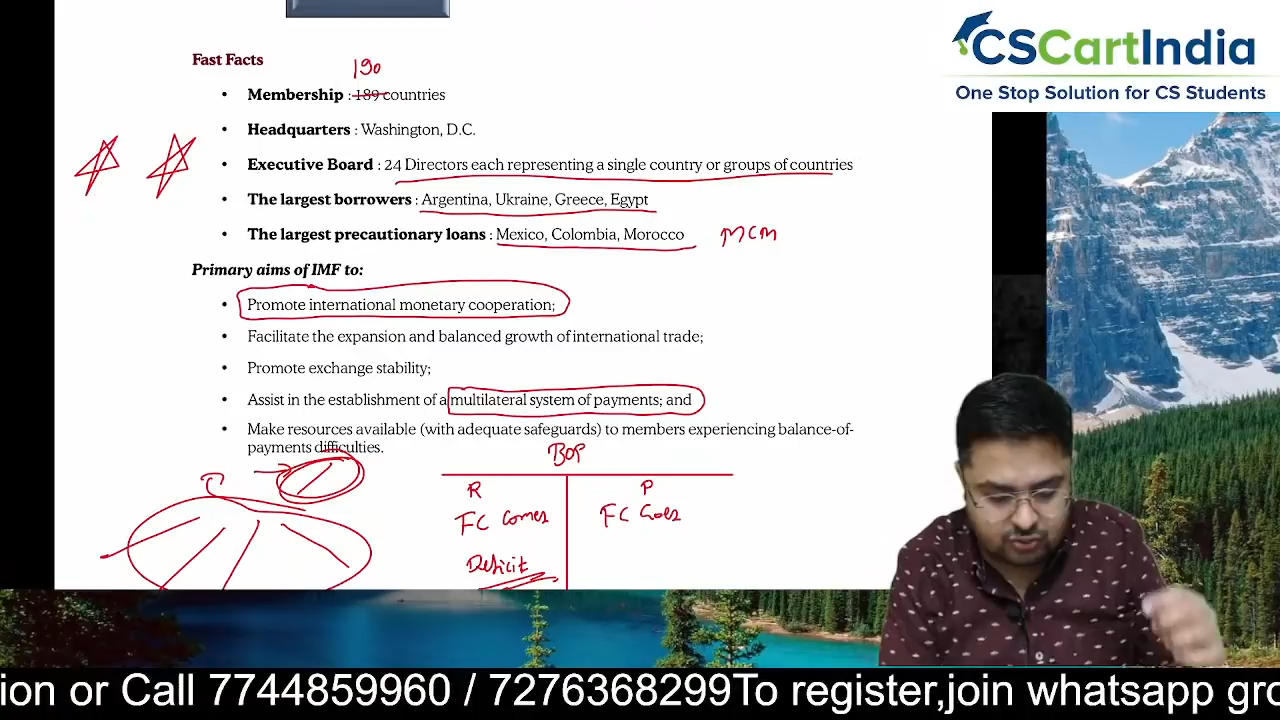 CSCartIndia
One Stop Solution for CS Students
Fast Facts
190
• Membership : 189 countries
• Headquarters : Washington, D.C.
• Executive Board : 24 Directors each representing a single country or groups of countries
• The largest borrowers : Argentina, Ukraine, Greece, Egypt
• The largest precautionary loans : Mexico, Colombia, Morocco MCM
Primary aims of IMF to:
• Promote international monetary cooperation;
• Facilitate the expansion and balanced growth of international trade;
• Promote exchange stability;
• Assist in the establishment of a multilateral system of payments; and
• Make resources available (with adequate safeguards) to members experiencing balance-of-
payments difficulties.
BOP
R P
FC Comes FC Goes
Deficit
ion or Call 7744859960 / 7276368299To register,join whatsapp gro